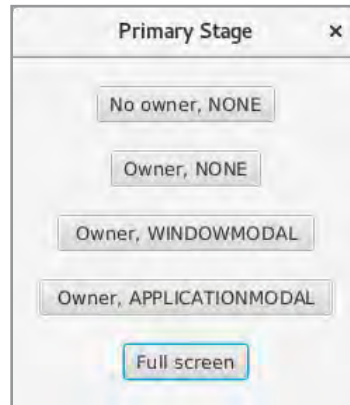 Primary Stage ×
No owner, NONE
Owner, NONE
Owner, WINDOWMODAL
Owner, APPLICATIONMODAL
Full screen